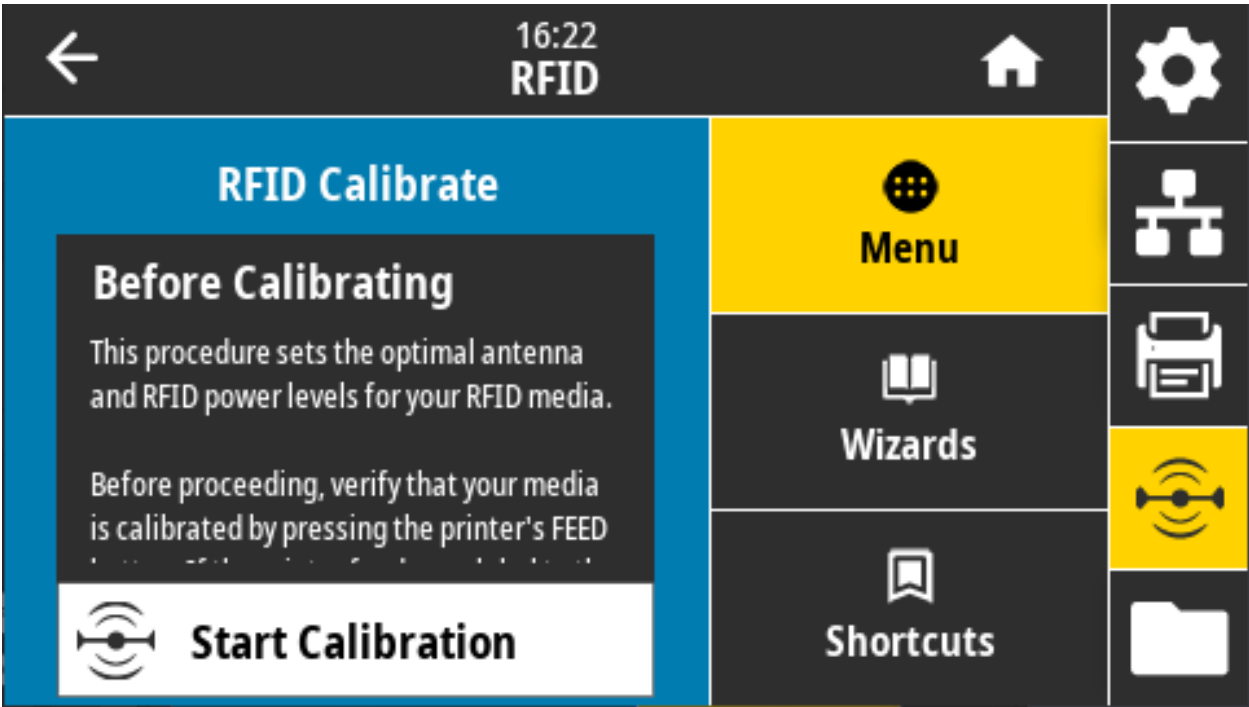 16:22
RFID
RFID Calibrate
Before Calibrating
This procedure sets the optimal antenna
and RFID power levels for your RFID media.
Before proceeding, verify that your media
is calibrated by pressing the printer's FEED
Start Calibration
Menu
Wizards
Shortcuts